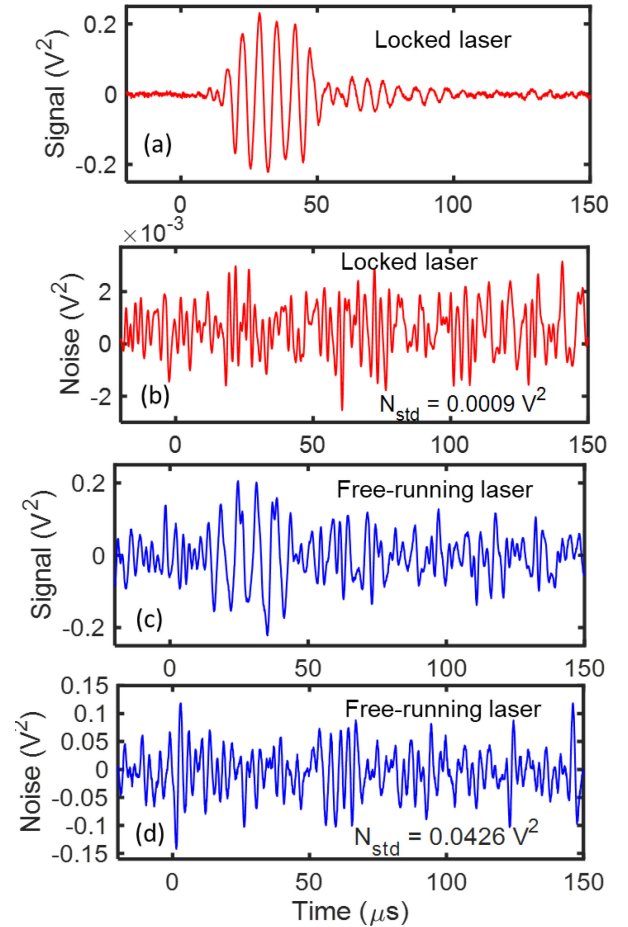 0.2
Locked laser
Signal (V²)
0
(a)
-0.2
0 50 100 150
×10⁻³
Locked laser
2
Noise (V²)
0
(b)
-2
N_std = 0.0009 V²
0 50 100 150
0.2
Free-running laser
Signal (V²)
0
(c)
-0.2
0 50 100 150
0.15
Free-running laser
0.1
0.05
Noise (V²)
0
-0.05
-0.1
(d)
N_std = 0.0426 V²
-0.15
0 50 100 150
Time (μs)